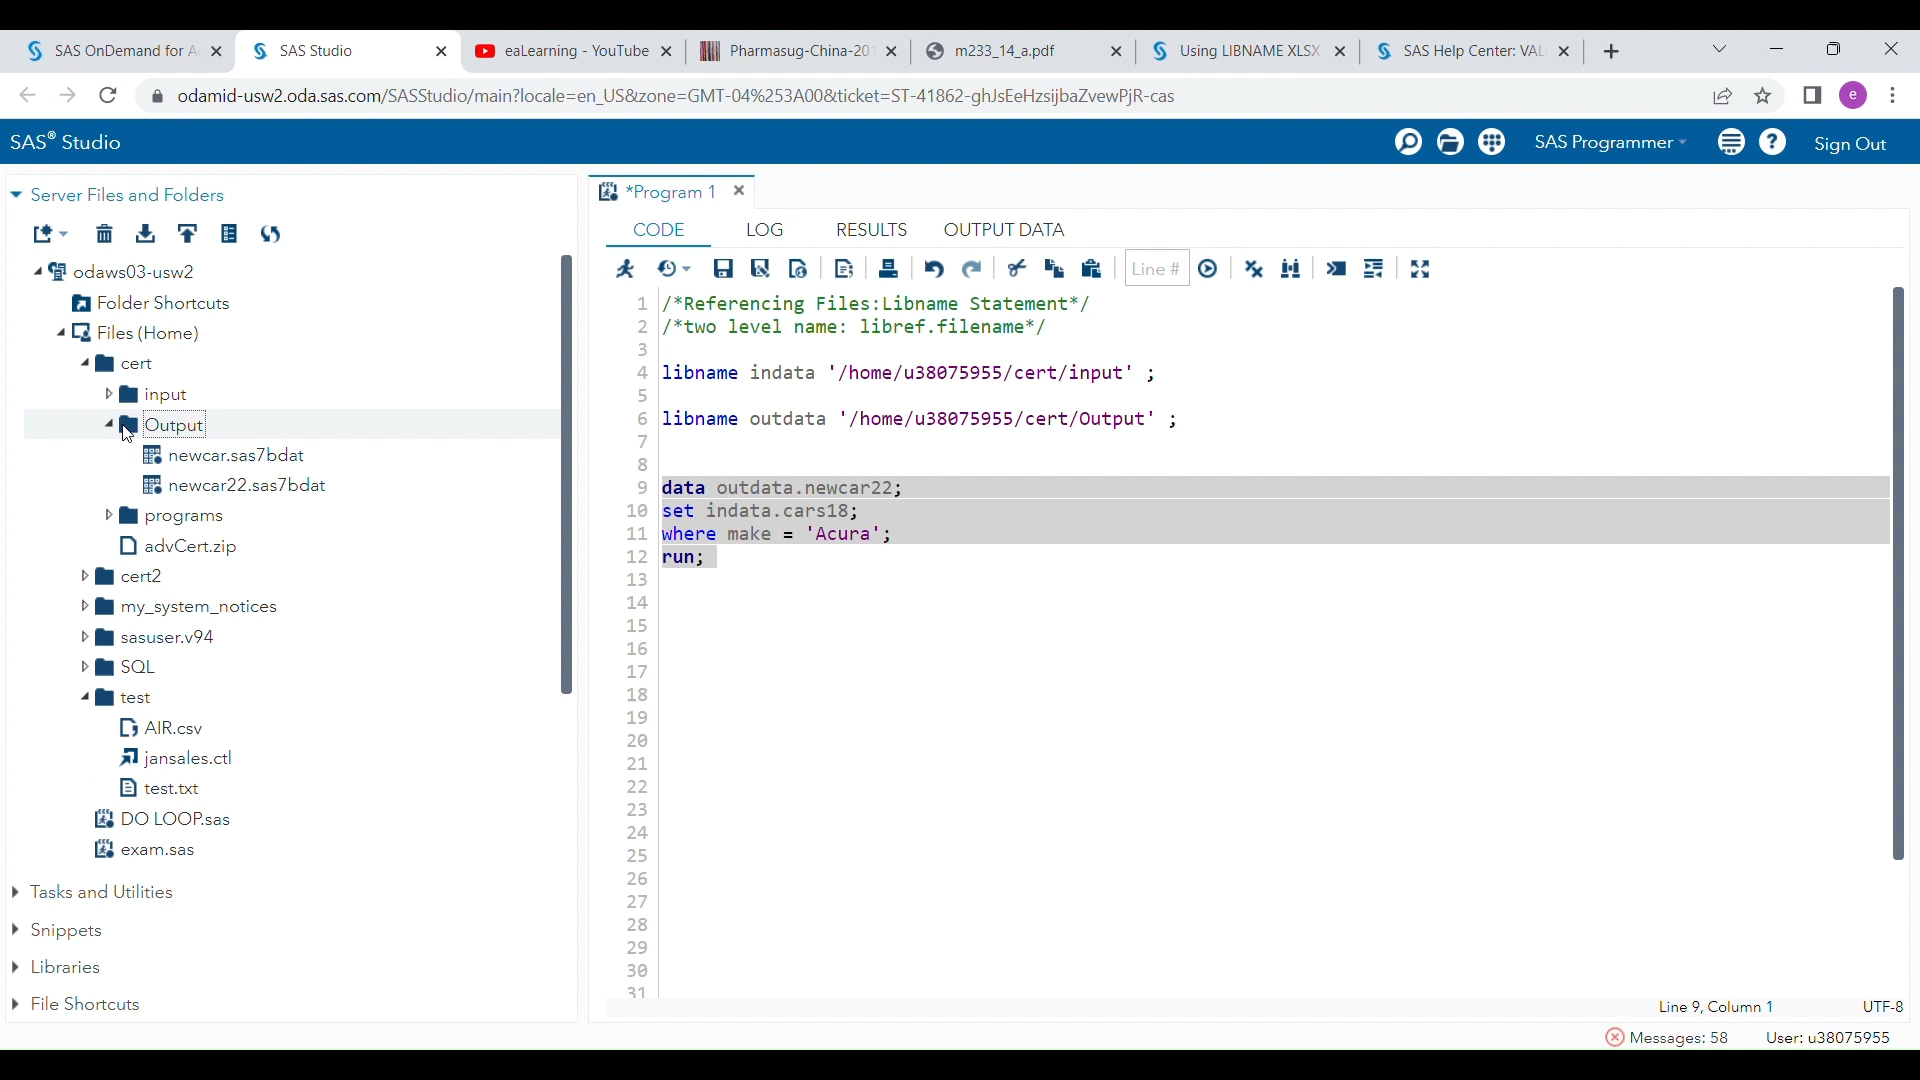 SAS OnDemand for A
SAS Studio
eaLearning - YouTube
Pharmasug-China-201
m233_14_a.pdf
Using LIBNAME XLSX
SAS Help Center: VALI
odamid-usw2.oda.sas.com/SASStudio/main?locale=en_US&zone=GMT-04%253A00&ticket=ST-41862-ghJsEeHzsijbaZvewPjR-cas
e
SAS® Studio
SAS Programmer
Sign Out
Server Files and Folders
odaws03-usw2
Folder Shortcuts
Files (Home)
cert
input
Output
newcar.sas7bdat
newcar22.sas7bdat
programs
advCert.zip
cert2
my_system_notices
sasuser.v94
SQL
test
AIR.csv
jansales.ctl
test.txt
DO LOOP.sas
exam.sas
Tasks and Utilities
Snippets
Libraries
File Shortcuts
*Program 1
CODE LOG RESULTS OUTPUT DATA
Line #
1 /*Referencing Files:Libname Statement*/
2 /*two level name: libref.filename*/
3
4 libname indata '/home/u38075955/cert/input' ;
5
6 libname outdata '/home/u38075955/cert/Output' ;
7
8
9 data outdata.newcar22;
10 set indata.cars18;
11 where make = 'Acura';
12 run;
13
14
15
16
17
18
19
20
21
22
23
24
25
26
27
28
29
30
31
Line 9, Column 1
UTF-8
Messages: 58
User: u38075955